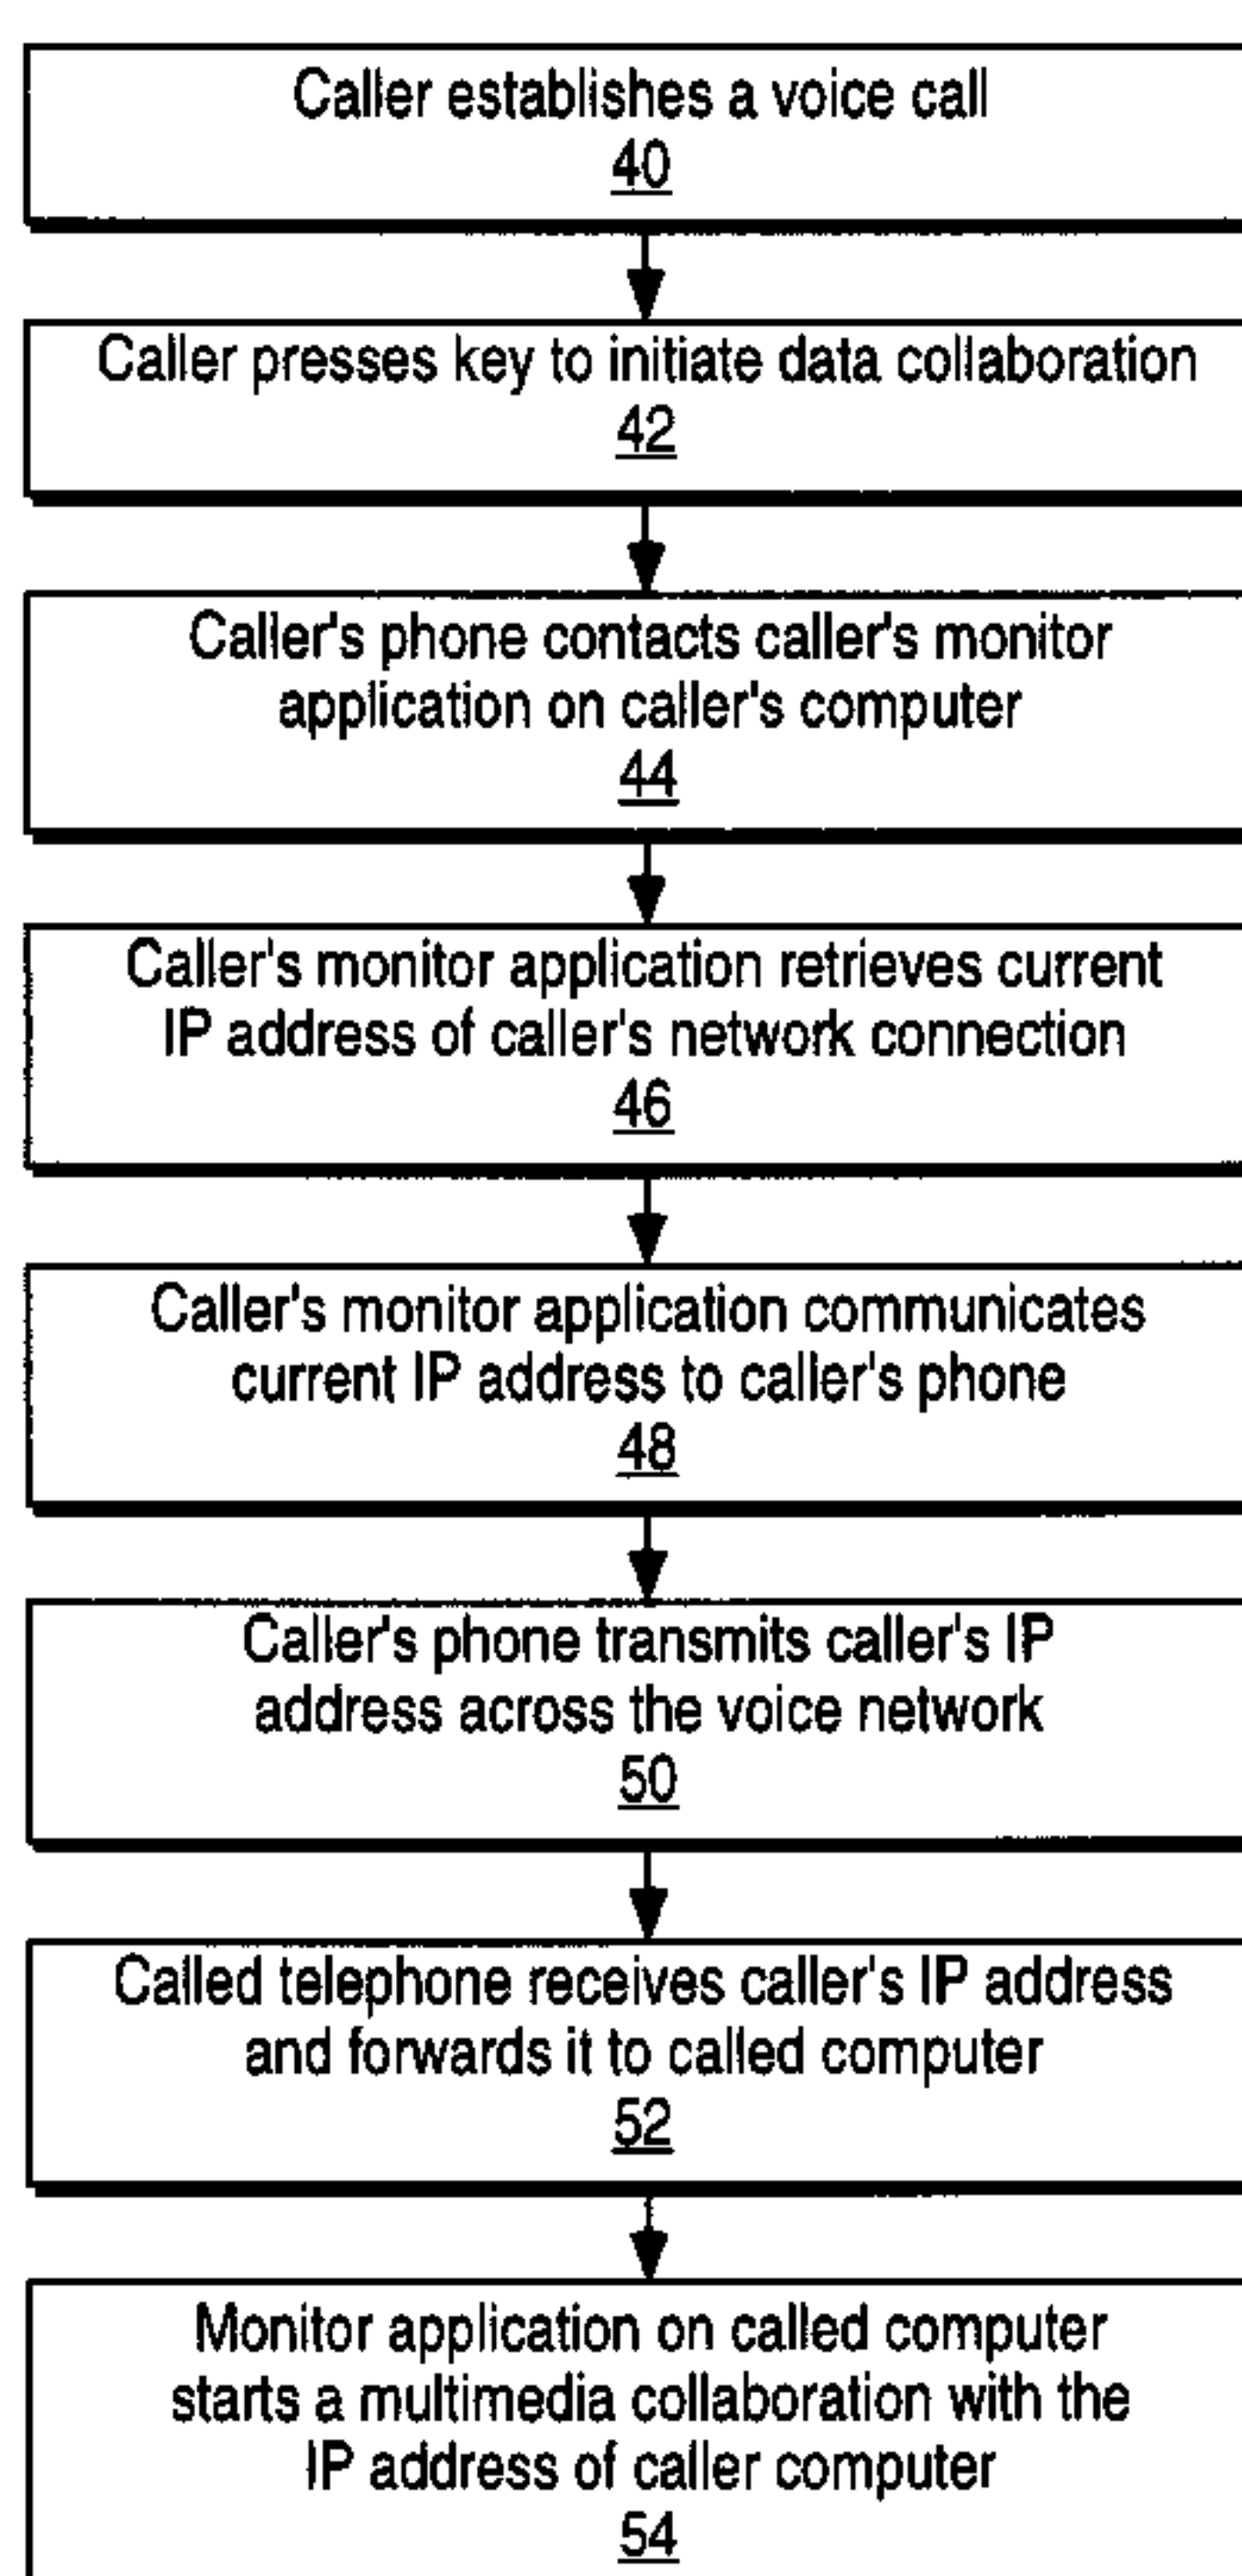 Caller establishes a voice call
40
Caller presses key to initiate data collaboration
42
Caller's phone contacts caller's monitor
application on caller's computer
44
Caller's monitor application retrieves current
IP address of caller's network connection
46
Caller's monitor application communicates
current IP address to caller's phone
48
Caller's phone transmits caller's IP
address across the voice network
50
Called telephone receives caller's IP address
and forwards it to called computer
52
Monitor application on called computer
starts a multimedia collaboration with the
IP address of caller computer
54